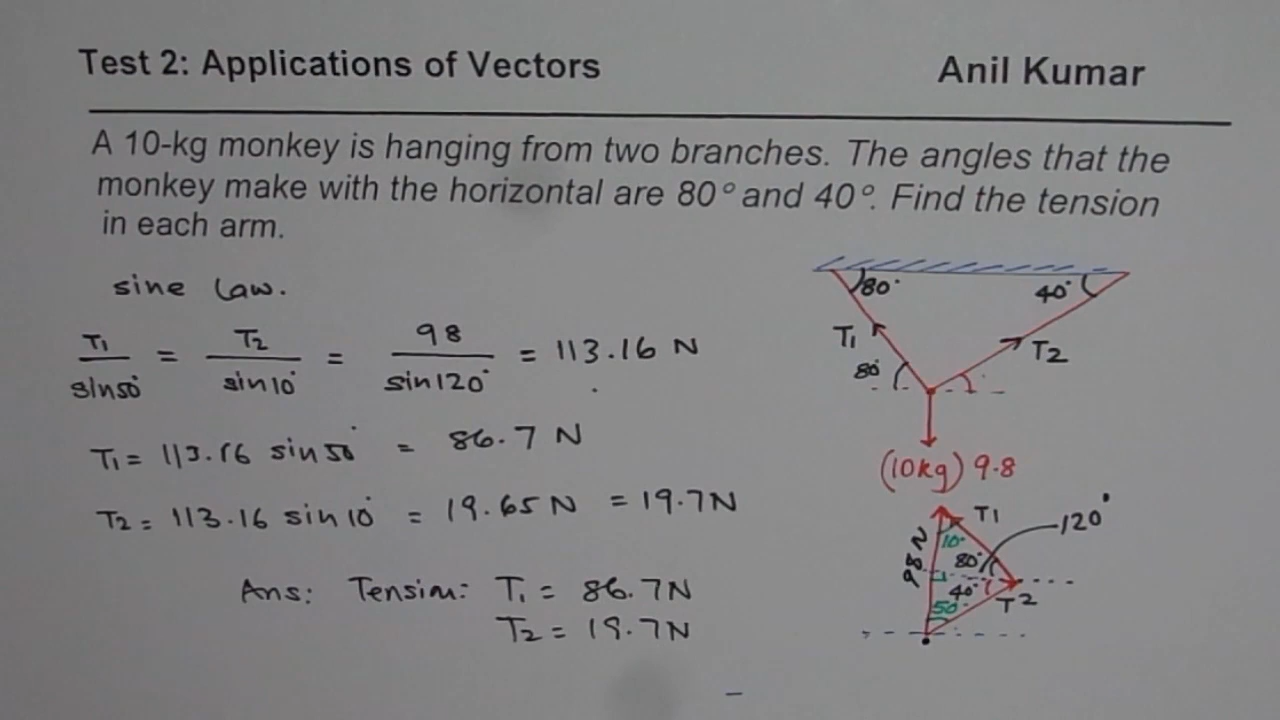 Test 2: Applications of Vectors Anil Kumar
A 10-kg monkey is hanging from two branches. The angles that the
monkey make with the horizontal are 80° and 40°. Find the tension
in each arm.
sine law.
T1/sin50° = T2/sin10° = 98/sin120° = 113.16 N
T1 = 113.16 sin50° = 86.7 N
T2 = 113.16 sin10° = 19.65 N = 19.7N
Ans: Tension: T1 = 86.7N
T2 = 19.7N
80° 40°
T1 T2
80°
(10kg) 9.8
T1 120°
98 N 10° 80°
40° T2
50°